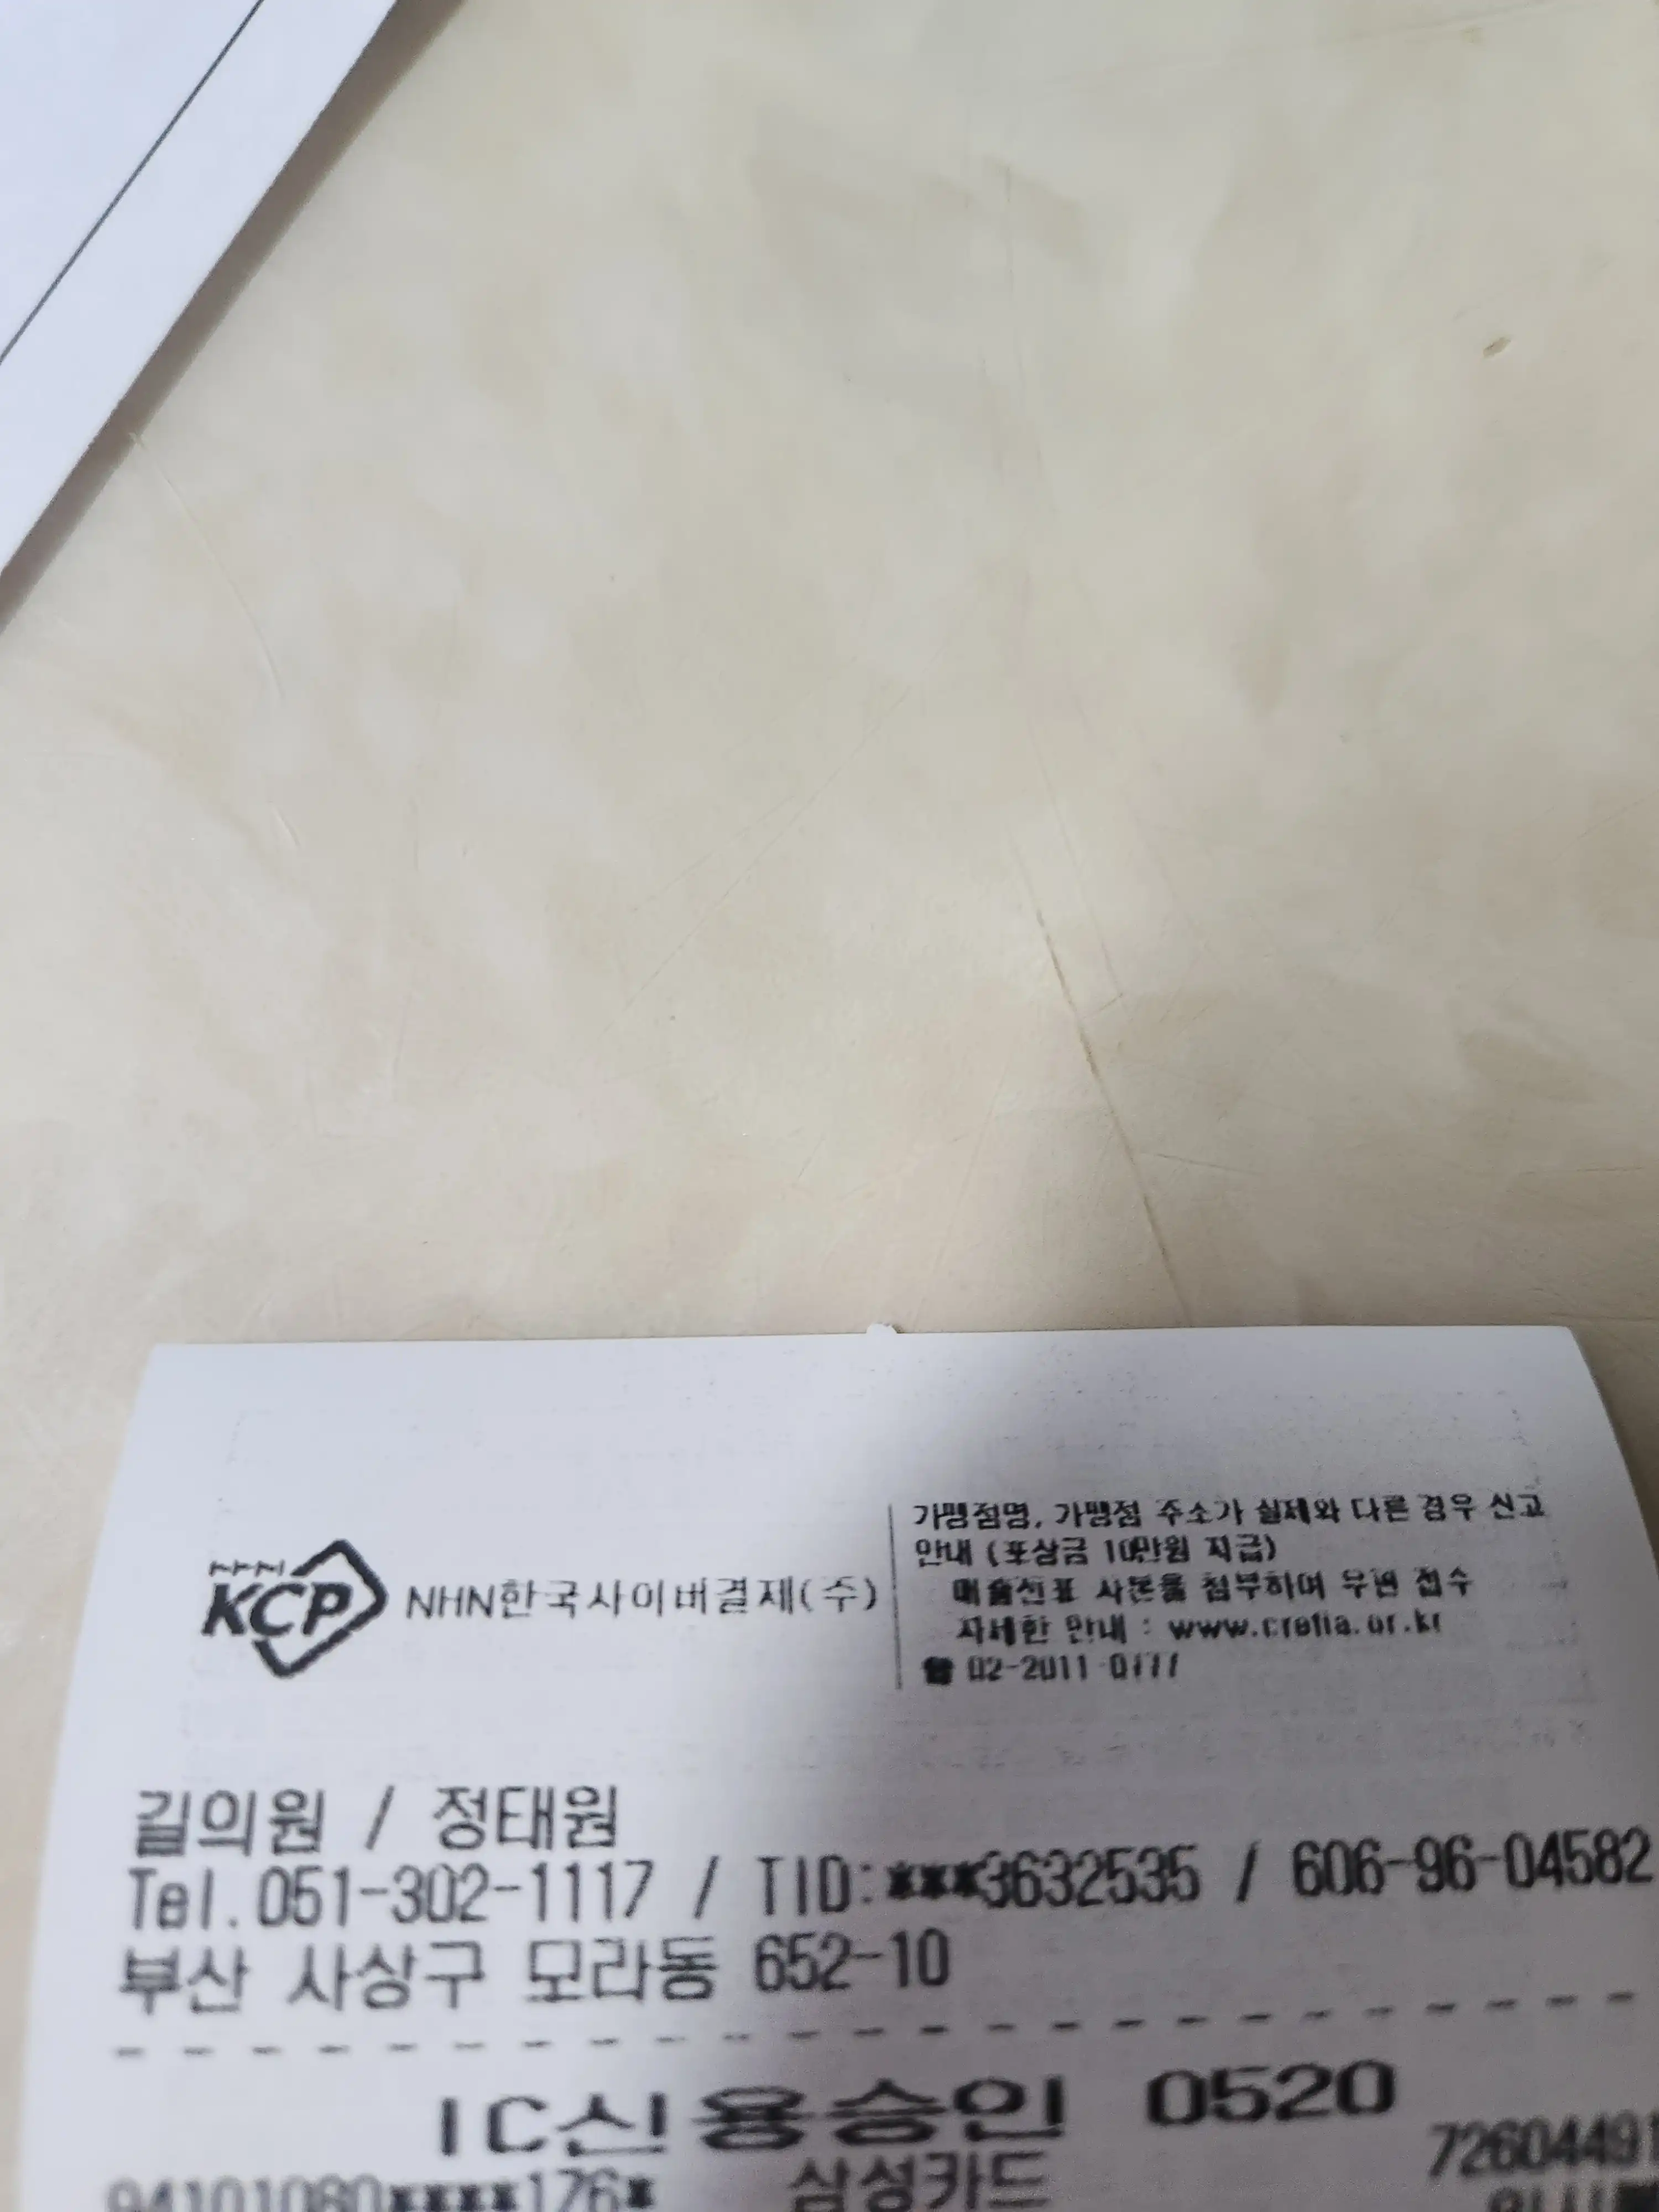 가맹점명, 가맹점 주소가 실제와 다른 경우 신고
안내 (포상금 10만원 지급)
매출전표 사본을 첨부하여 우편 접수
자세한 안내 : www.crefia.or.kr
☎ 02-2011-0777
NHN
KCP
NHN한국사이버결제(주)
길의원 / 정태원
Tel.051-302-1117 / TID:***3632535 / 606-96-04582
부산 사상구 모라동 652-10
IC신용승인 0520
94101080****176* 삼성카드 72604491